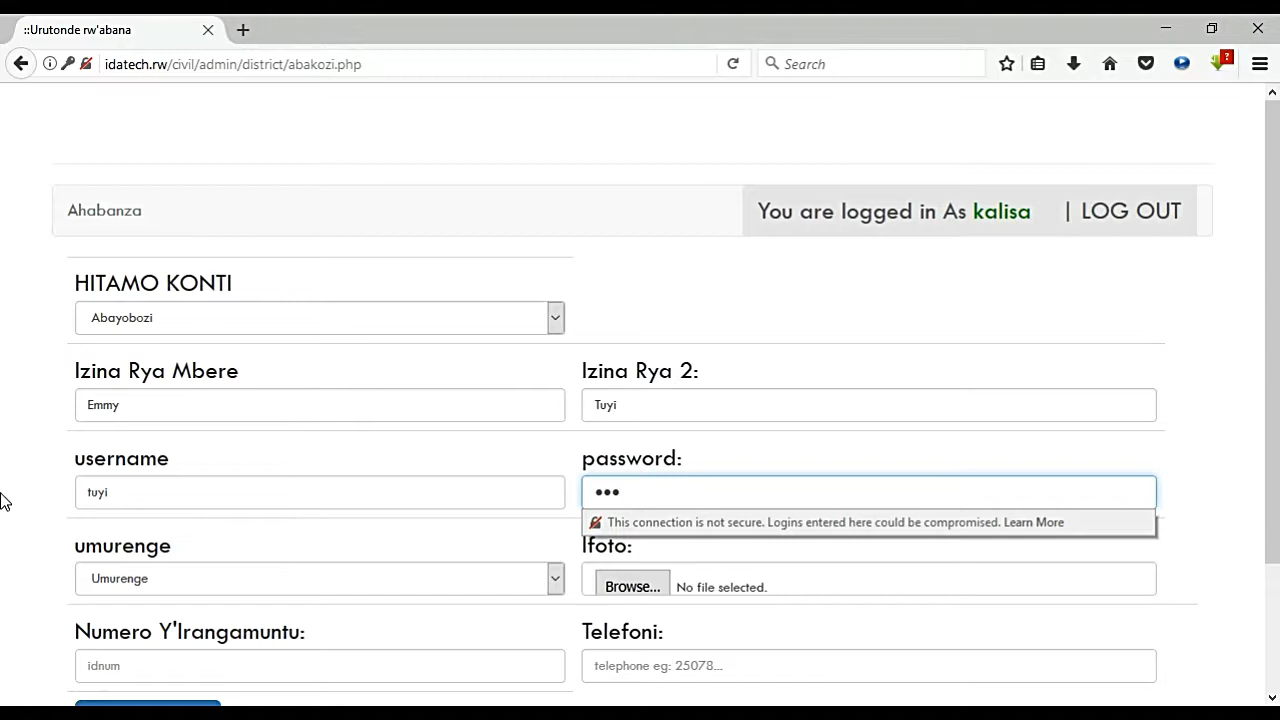 ::Urutonde rw'abana
idatech.rw/civil/admin/district/abakozi.php
Search
?
Ahabanza
You are logged in As kalisa | LOG OUT
HITAMO KONTI
Abayobozi
Izina Rya Mbere
Izina Rya 2:
Emmy
Tuyi
username
password:
tuyi
•••
This connection is not secure. Logins entered here could be compromised. Learn More
umurenge
Ifoto:
Umurenge
Browse... No file selected.
Numero Y'Irangamuntu:
Telefoni:
idnum
telephone eg: 25078...